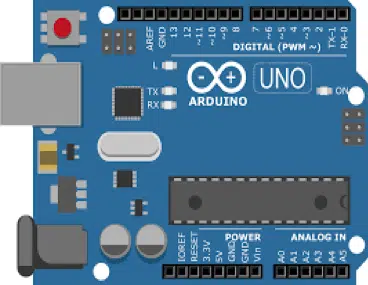 AREF
GND
13
12
~11
~10
~9
8
7
~6
~5
4
~3
2
TX-1
RX-0
DIGITAL (PWM ~)
L
TX
RX
ARDUINO
UNO
ON
IOREF
RESET
3.3V
5V
GND
GND
Vin
POWER
ANALOG IN
A0
A1
A2
A3
A4
A5